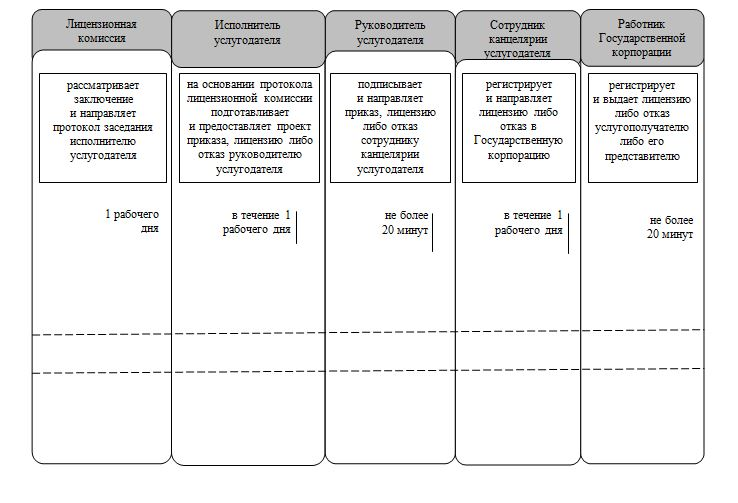 Лицензионная
комиссия
Исполнитель
услугодателя
Руководитель
услугодателя
Сотрудник
канцелярии
услугодателя
Работник
Государственной
корпорации
рассматривает
заключение
и направляет
протокол заседания
исполнителю
услугодателя
на основании протокола
лицензионной комиссии
подготавливает
и предоставляет проект
приказа, лицензию либо
отказ руководителю
услугодателя
подписывает
и направляет
приказ, лицензию
либо отказ
сотруднику
канцелярии
услугодателя
регистрирует
и направляет
лицензию либо
отказ в
Государственную
корпорацию
регистрирует
и выдает лицензию
либо отказ
услугополучателю
либо его
представителю
1 рабочего
дня
в течение 1
рабочего дня
не более
20 минут
в течение 1
рабочего дня
не более
20 минут